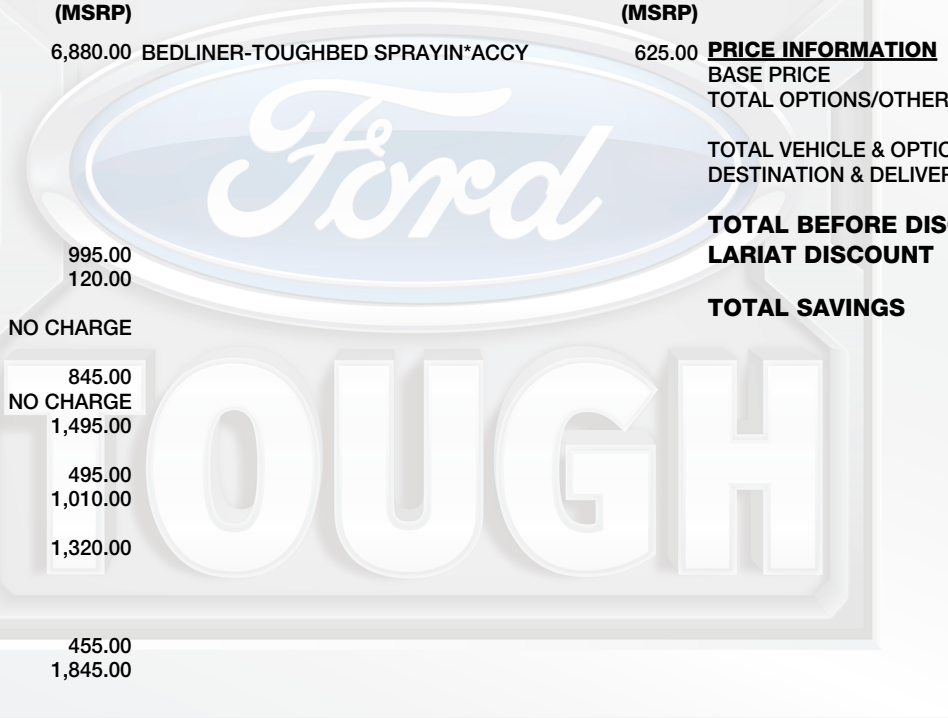 (MSRP)
6,880.00
995.00
120.00
NO CHARGE
845.00
NO CHARGE
1,495.00
495.00
1,010.00
1,320.00
455.00
1,845.00
(MSRP)
BEDLINER-TOUGHBED SPRAYIN*ACCY 625.00
PRICE INFORMATION
BASE PRICE
TOTAL OPTIONS/OTHER
TOTAL VEHICLE & OPTIO
DESTINATION & DELIVER
TOTAL BEFORE DISC
LARIAT DISCOUNT
TOTAL SAVINGS
Ford
TOUGH